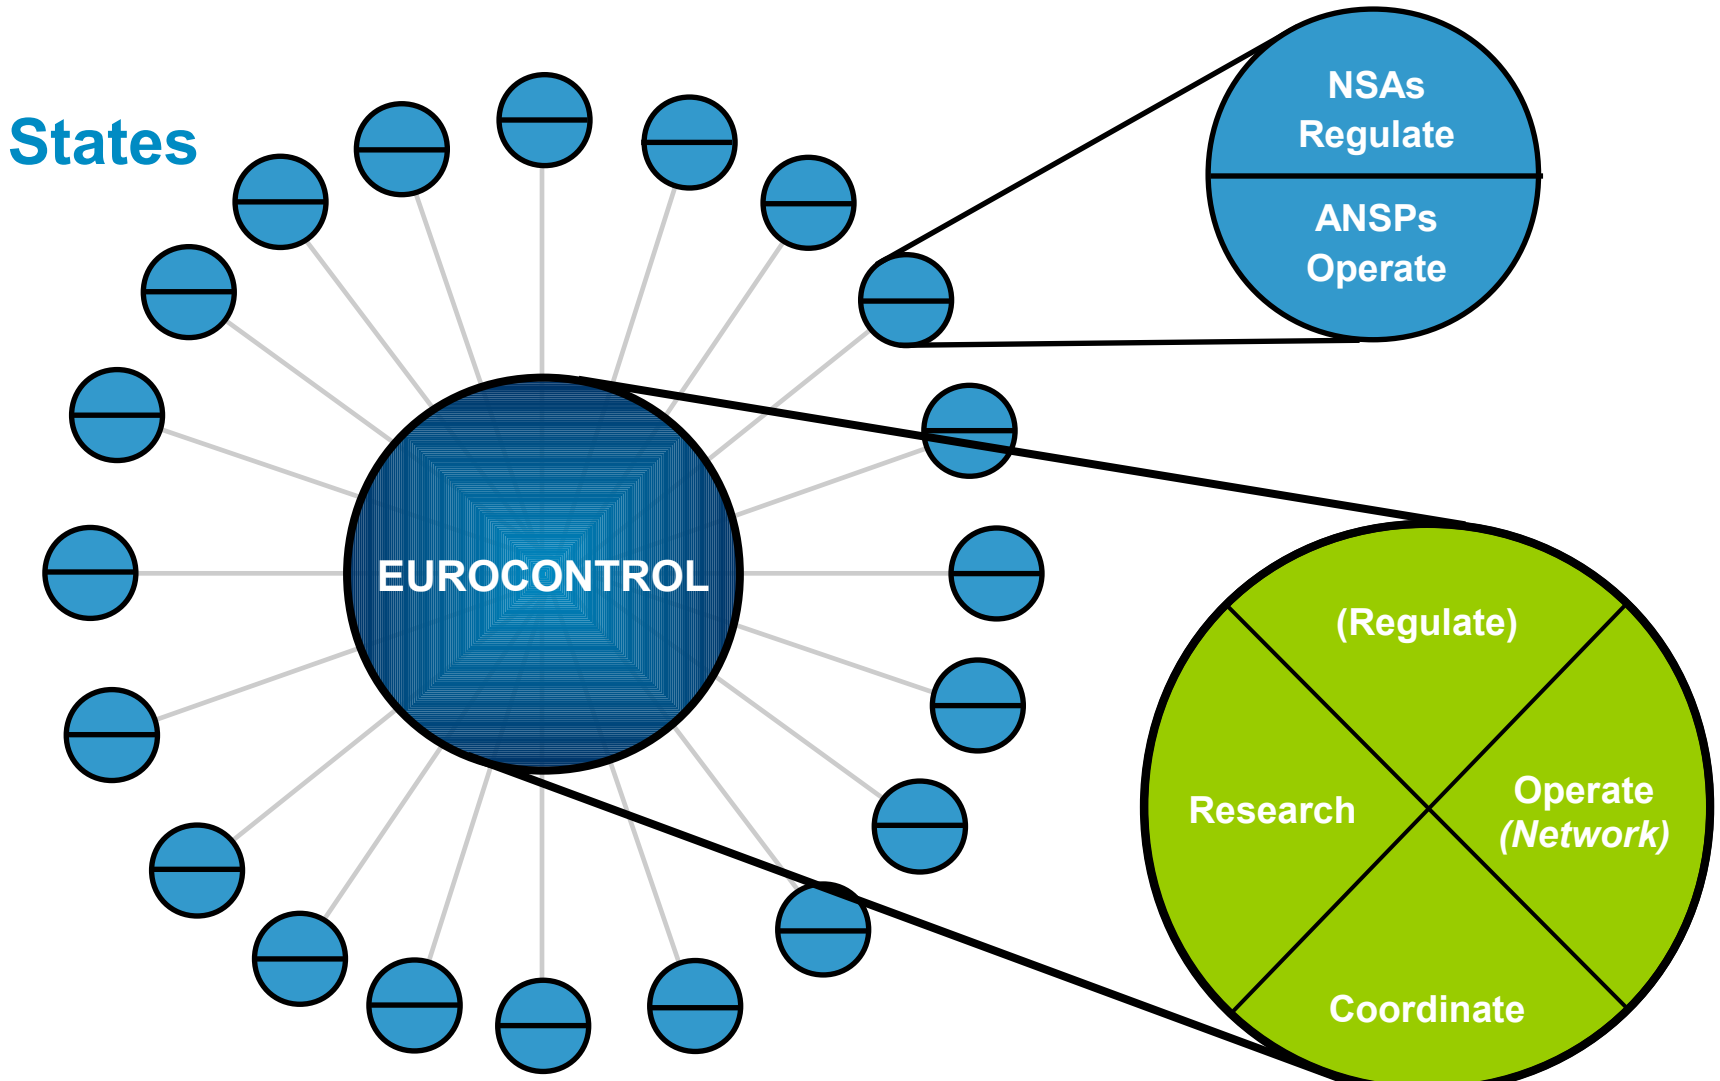 States
NSAs
Regulate
ANSPs
Operate
EUROCONTROL
(Regulate)
Research
Operate
(Network)
Coordinate